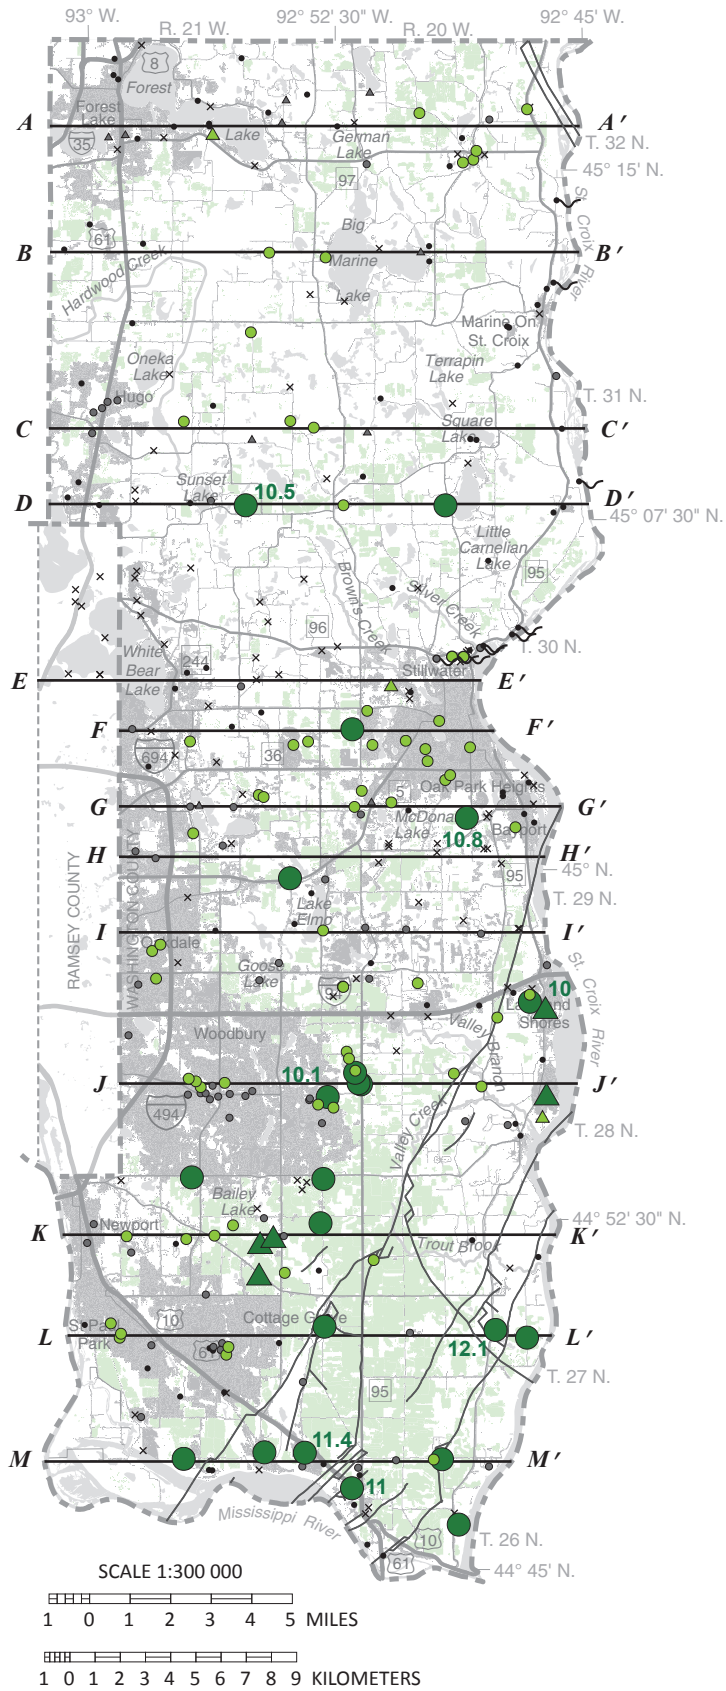 93° W.
92° 52' 30" W.
92° 45' W.
R. 21 W.
R. 20 W.
8
Forest
Forest
Lake
A
Lake
German
Lake
A′
35
T. 32 N.
45° 15' N.
97
St. Croix River
Big
61
B
Marine
B′
Hardwood Creek
Lake
Marine On
St. Croix
Oneka
Lake
Terrapin
Lake
Hugo
T. 31 N.
C
Square
Lake
C′
Sunset
Lake
10.5
D
D′
45° 07' 30" N.
Little
Carnelian
Lake
95
Brown's Creek
Silver Creek
96
T. 30 N.
White
Bear
Lake
244
Stillwater
E
E′
F
F′
694
36
Oak Park Heights
5
G
G′
McDonald
Lake
Bayport
10.8
H
H′
45° N.
95
T. 29 N.
RAMSEY COUNTY
WASHINGTON COUNTY
Lake
Elmo
I
I′
Oakdale
Goose
Lake
94
St. Croix River
10
Lakeland
Shores
Woodbury
Valley Branch
10.1
J
J′
494
T. 28 N.
Valley Creek
Bailey
Lake
44° 52' 30" N.
Newport
K
K′
Trout Brook
10
Cottage Grove
St Paul
Park
L
L′
61
12.1
T. 27 N.
95
11.4
M
M′
11
Mississippi River
10
T. 26 N.
61
44° 45' N.
SCALE 1:300 000
1 0 1 2 3 4 5 MILES
1 0 1 2 3 4 5 6 7 8 9 KILOMETERS